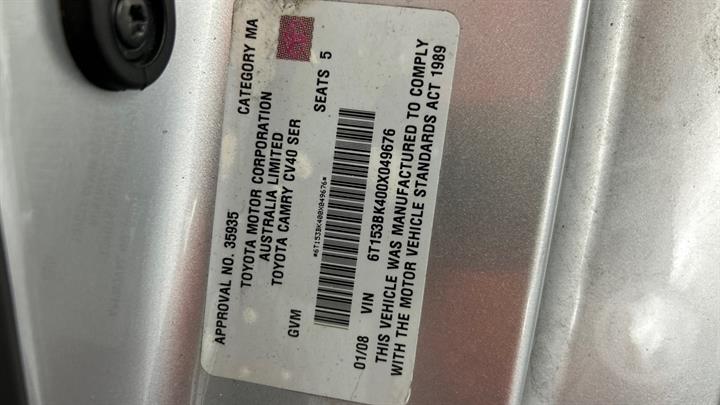 APPROVAL NO. 35935 CATEGORY MA
TOYOTA MOTOR CORPORATION
AUSTRALIA LIMITED
TOYOTA CAMRY CV40 SER
GVM SEATS 5
*6T153BK400X049676*
01/08 VIN 6T153BK400X049676
THIS VEHICLE WAS MANUFACTURED TO COMPLY
WITH THE MOTOR VEHICLE STANDARDS ACT 1989